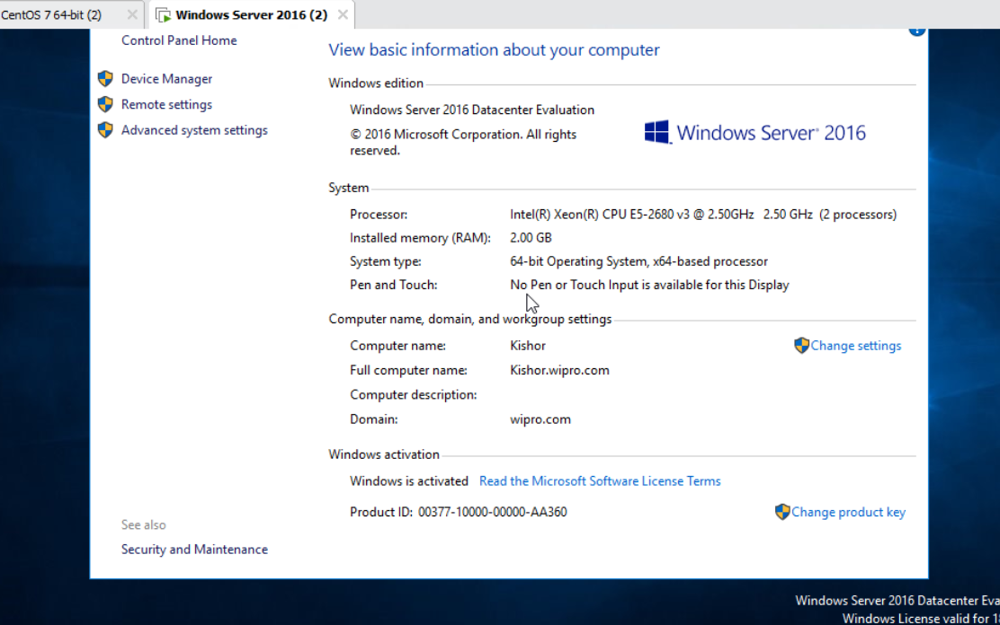 CentOS 7 64-bit (2)
Windows Server 2016 (2)
Control Panel Home
Device Manager
Remote settings
Advanced system settings
See also
Security and Maintenance
View basic information about your computer
Windows edition
Windows Server 2016 Datacenter Evaluation
© 2016 Microsoft Corporation. All rights
reserved.
Windows Server® 2016
System
Processor: Intel(R) Xeon(R) CPU E5-2680 v3 @ 2.50GHz 2.50 GHz (2 processors)
Installed memory (RAM): 2.00 GB
System type: 64-bit Operating System, x64-based processor
Pen and Touch: No Pen or Touch Input is available for this Display
Computer name, domain, and workgroup settings
Computer name: Kishor
Change settings
Full computer name: Kishor.wipro.com
Computer description:
Domain: wipro.com
Windows activation
Windows is activated Read the Microsoft Software License Terms
Product ID: 00377-10000-00000-AA360
Change product key
Windows Server 2016 Datacenter Eva
Windows License valid for 1